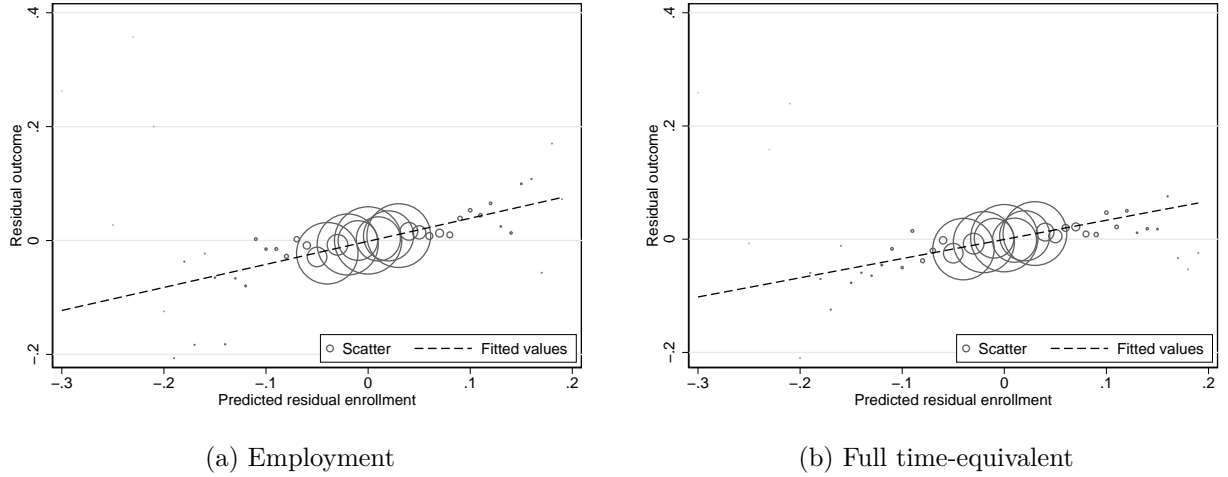 .4
.2
0
−.2
Residual outcome
−.3 −.2 −.1 0 .1 .2
Predicted residual enrollment
Scatter Fitted values
(a) Employment
.4
.2
0
−.2
Residual outcome
−.3 −.2 −.1 0 .1 .2
Predicted residual enrollment
Scatter Fitted values
(b) Full time-equivalent